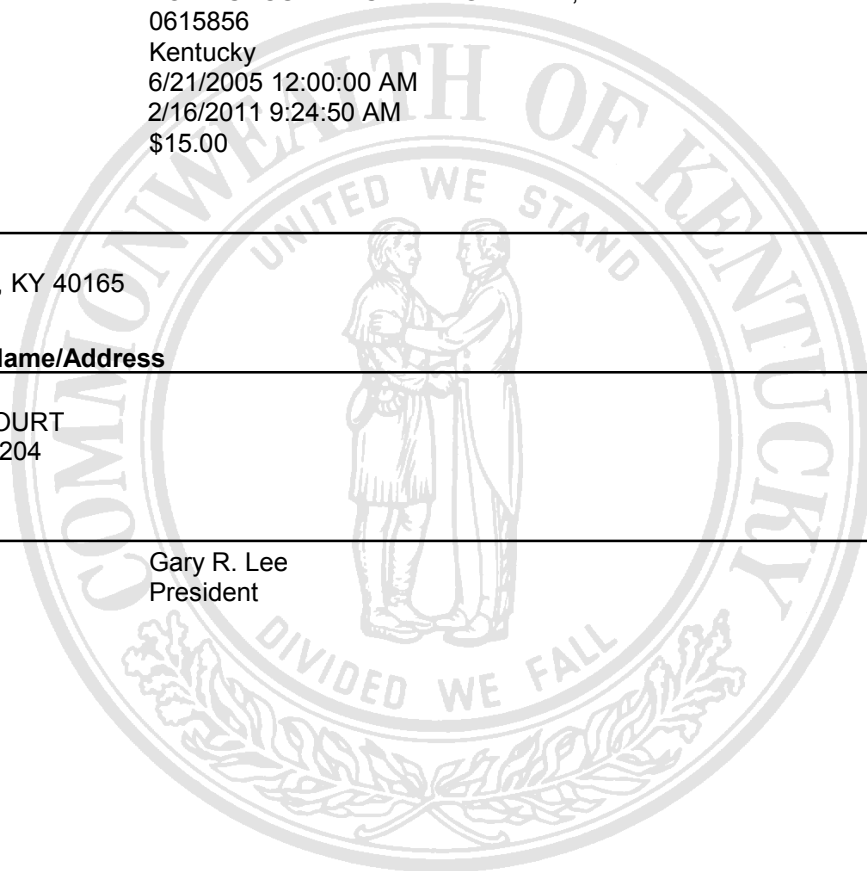 0615856
Kentucky
6/21/2005 12:00:00 AM
2/16/2011 9:24:50 AM
$15.00
, KY 40165
Name/Address
OURT
204
Gary R. Lee
President
COMMONWEALTH OF KENTUCKY
UNITED WE STAND
DIVIDED WE FALL